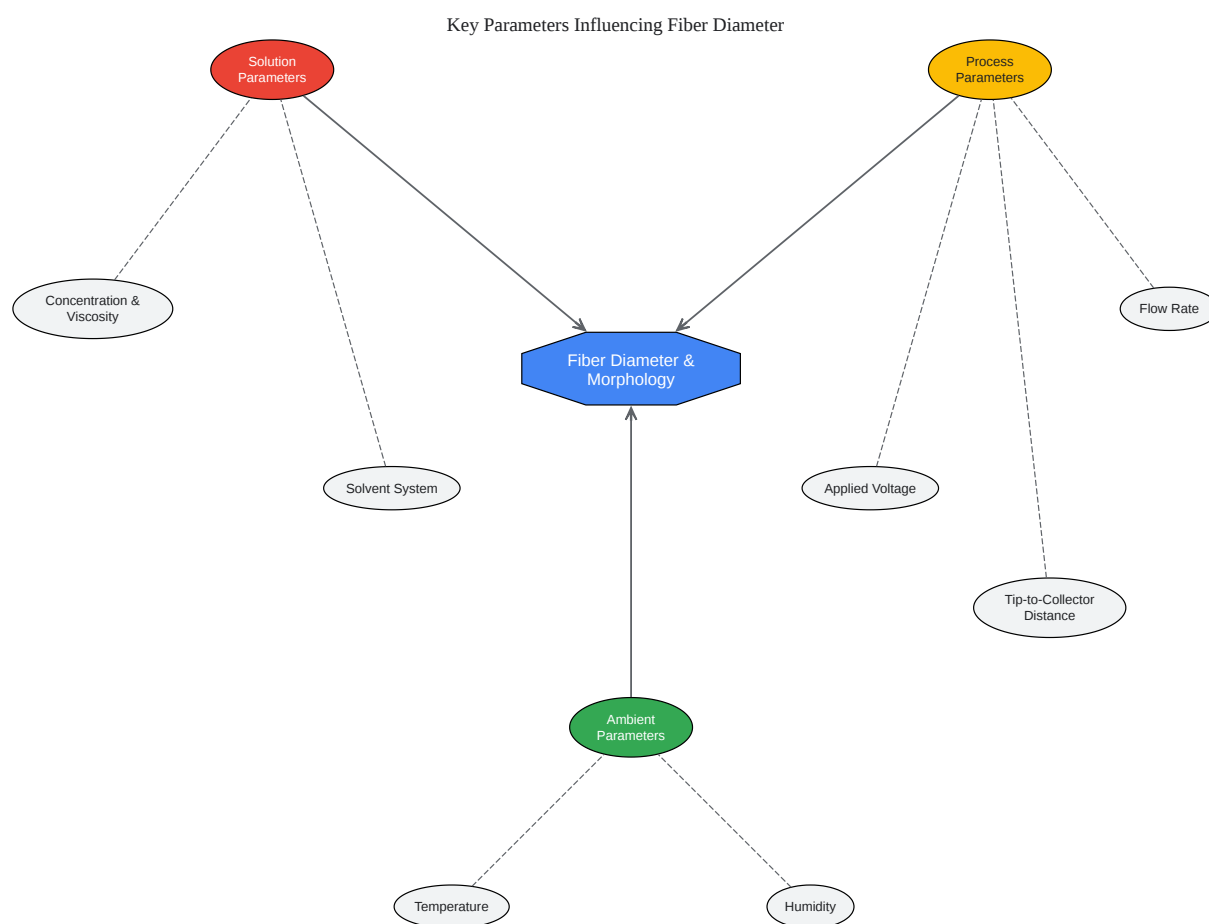 Key Parameters Influencing Fiber Diameter
Solution
Parameters
Process
Parameters
Concentration &
Viscosity
Flow Rate
Fiber Diameter &
Morphology
Solvent System
Applied Voltage
Tip-to-Collector
Distance
Ambient
Parameters
Temperature
Humidity